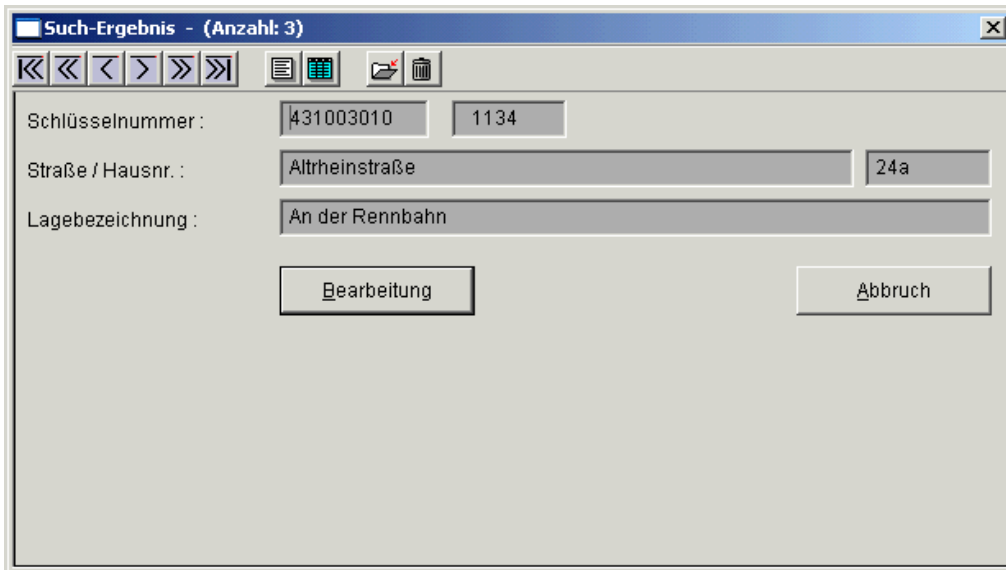 Such-Ergebnis - (Anzahl: 3)
Schlüsselnummer : 431003010 1134
Straße / Hausnr. : Altrheinstraße 24a
Lagebezeichnung : An der Rennbahn
Bearbeitung Abbruch